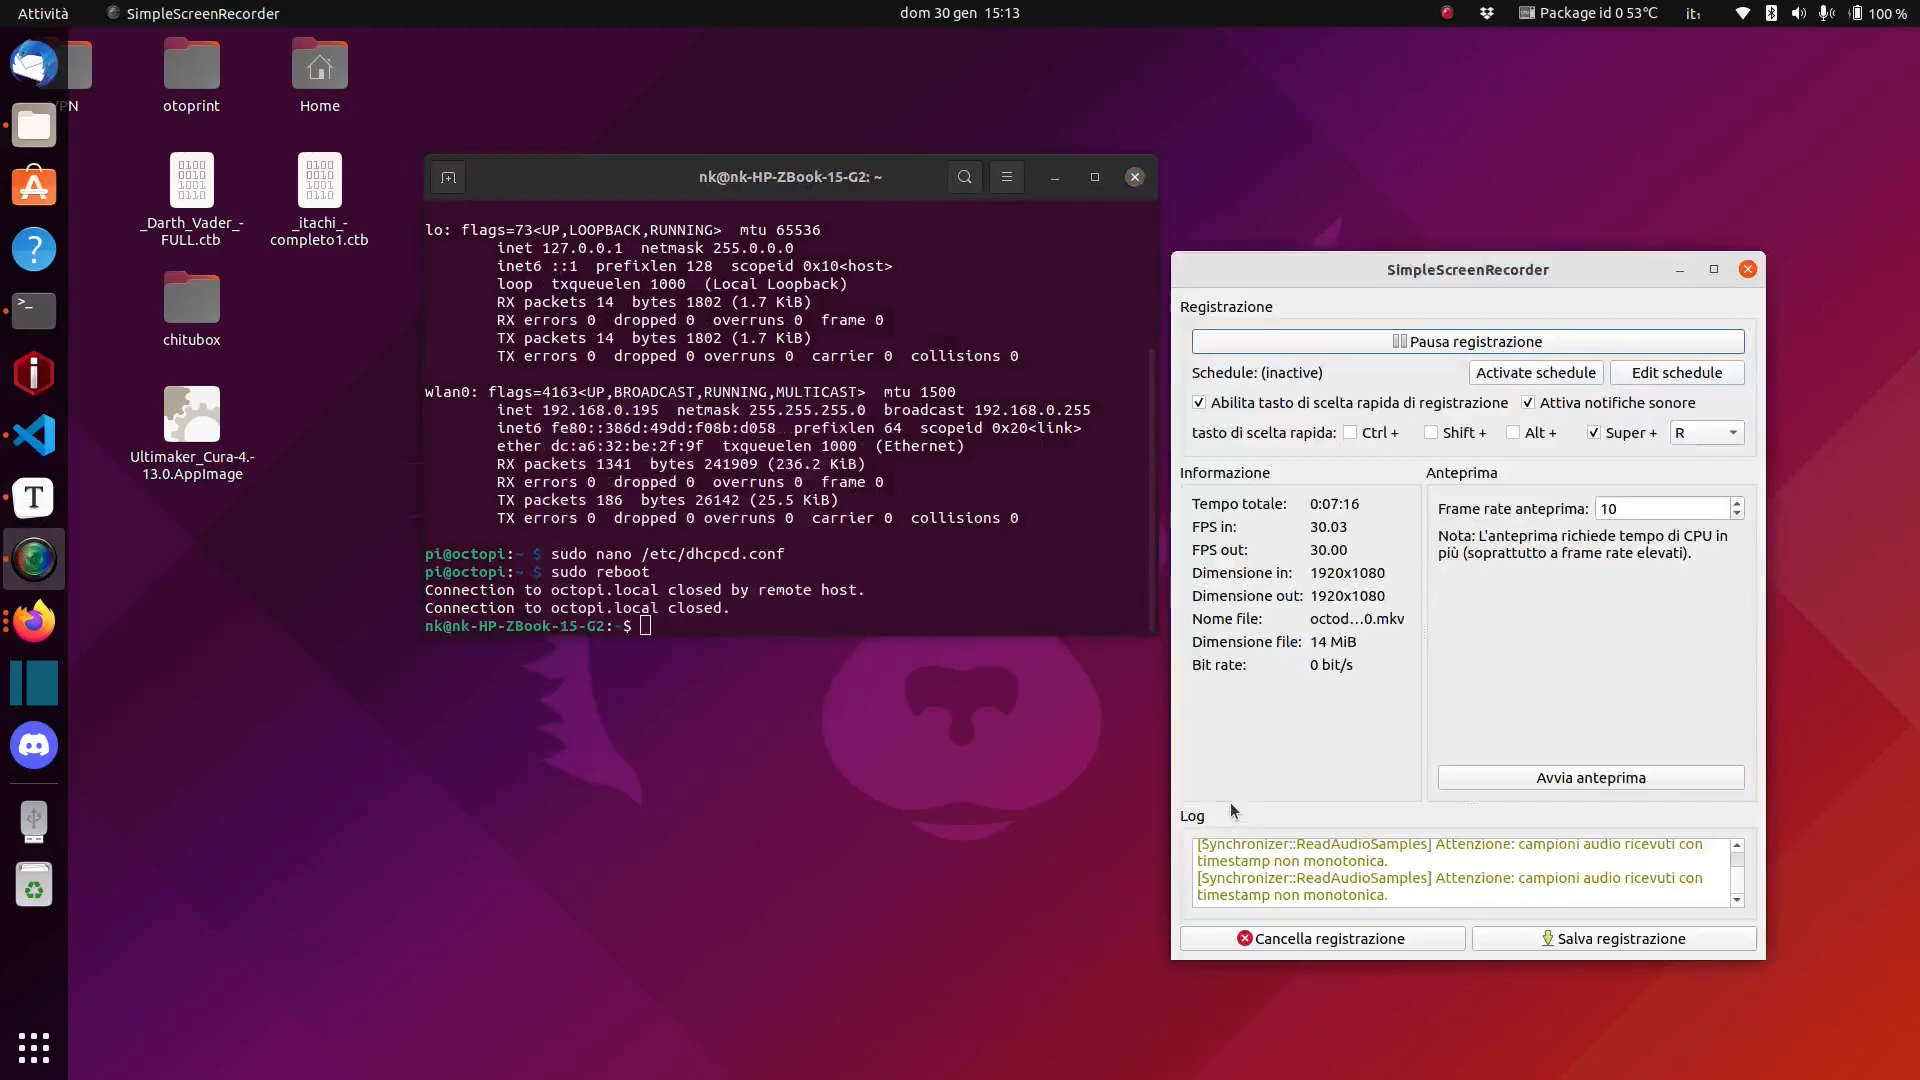 Attività
SimpleScreenRecorder
dom 30 gen 15:13
Package id 0 53°C
it₁
100 %
VPN
otoprint
Home
_Darth_Vader_-
FULL.ctb
_itachi_-
completo1.ctb
chitubox
Ultimaker_Cura-4.-
13.0.AppImage
nk@nk-HP-ZBook-15-G2: ~
lo: flags=73<UP,LOOPBACK,RUNNING>  mtu 65536
inet 127.0.0.1  netmask 255.0.0.0
inet6 ::1  prefixlen 128  scopeid 0x10<host>
loop  txqueuelen 1000  (Local Loopback)
RX packets 14  bytes 1802 (1.7 KiB)
RX errors 0  dropped 0  overruns 0  frame 0
TX packets 14  bytes 1802 (1.7 KiB)
TX errors 0  dropped 0 overruns 0  carrier 0  collisions 0
wlan0: flags=4163<UP,BROADCAST,RUNNING,MULTICAST>  mtu 1500
inet 192.168.0.195  netmask 255.255.255.0  broadcast 192.168.0.255
inet6 fe80::386d:49dd:f08b:d058  prefixlen 64  scopeid 0x20<link>
ether dc:a6:32:be:2f:9f  txqueuelen 1000  (Ethernet)
RX packets 1341  bytes 241909 (236.2 KiB)
RX errors 0  dropped 0  overruns 0  frame 0
TX packets 186  bytes 26142 (25.5 KiB)
TX errors 0  dropped 0 overruns 0  carrier 0  collisions 0
pi@octopi:~ $ sudo nano /etc/dhcpcd.conf
pi@octopi:~ $ sudo reboot
Connection to octopi.local closed by remote host.
Connection to octopi.local closed.
nk@nk-HP-ZBook-15-G2:~$
SimpleScreenRecorder
Registrazione
Pausa registrazione
Schedule: (inactive)
Activate schedule
Edit schedule
Abilita tasto di scelta rapida di registrazione
Attiva notifiche sonore
tasto di scelta rapida: Ctrl + Shift + Alt + Super + R
Informazione
Tempo totale: 0:07:16
FPS in: 30.03
FPS out: 30.00
Dimensione in: 1920x1080
Dimensione out: 1920x1080
Nome file: octod...0.mkv
Dimensione file: 14 MiB
Bit rate: 0 bit/s
Anteprima
Frame rate anteprima: 10
Nota: L'anteprima richiede tempo di CPU in
più (soprattutto a frame rate elevati).
Avvia anteprima
Log
[Synchronizer::ReadAudioSamples] Attenzione: campioni audio ricevuti con
timestamp non monotonica.
[Synchronizer::ReadAudioSamples] Attenzione: campioni audio ricevuti con
timestamp non monotonica.
Cancella registrazione
Salva registrazione